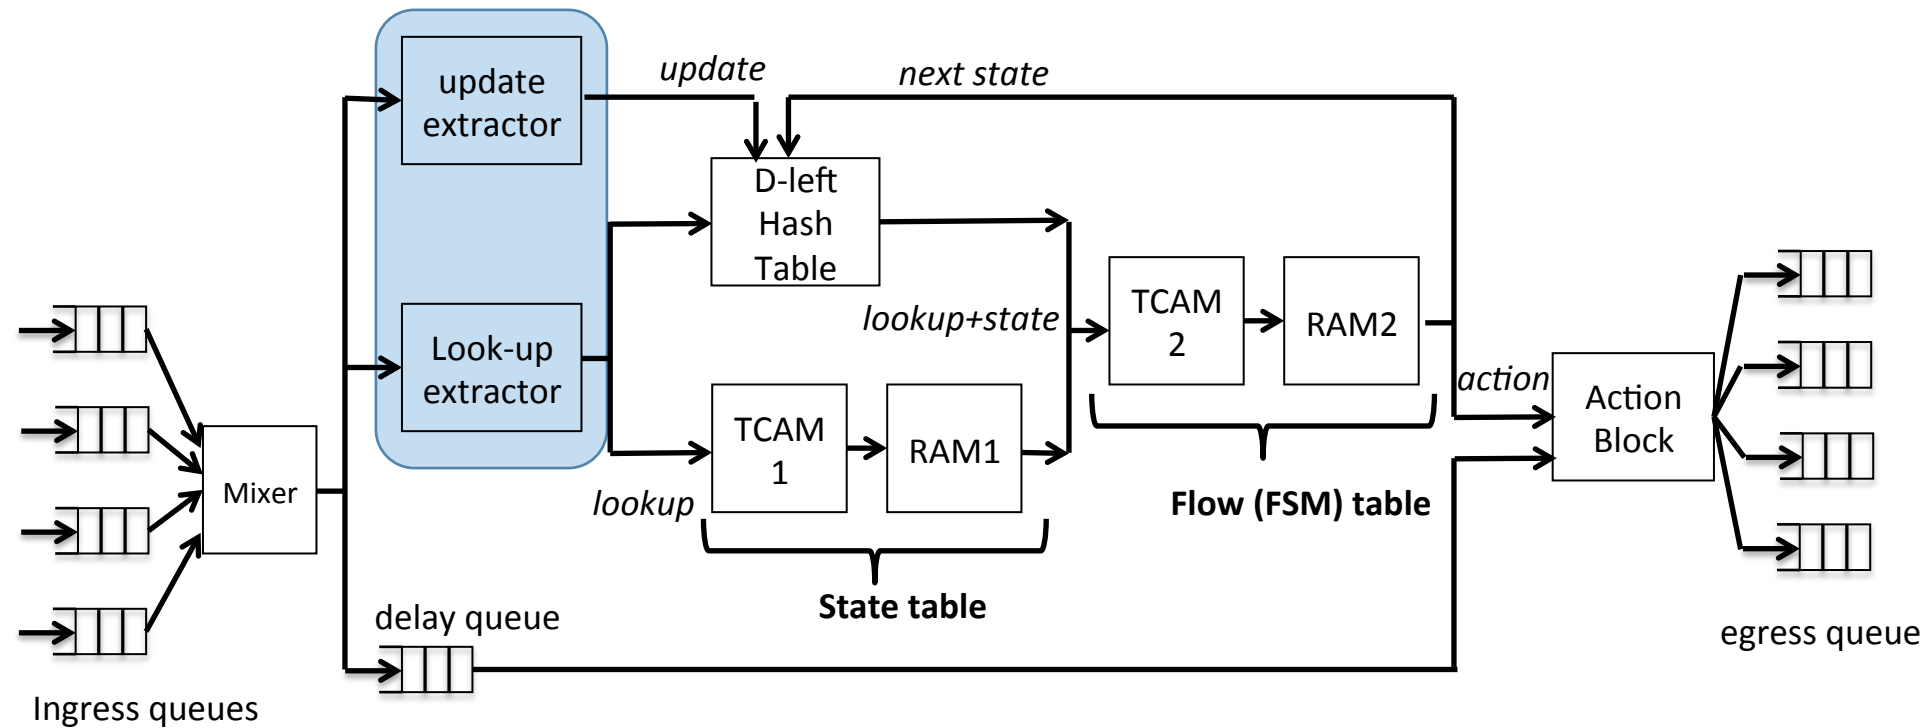 update
extractor
update
next state
D-left
Hash
Table
Look-up
extractor
lookup+state
TCAM
2
RAM2
TCAM
1
RAM1
action
Action
Block
Mixer
lookup
Flow (FSM) table
State table
delay queue
egress queue
Ingress queues